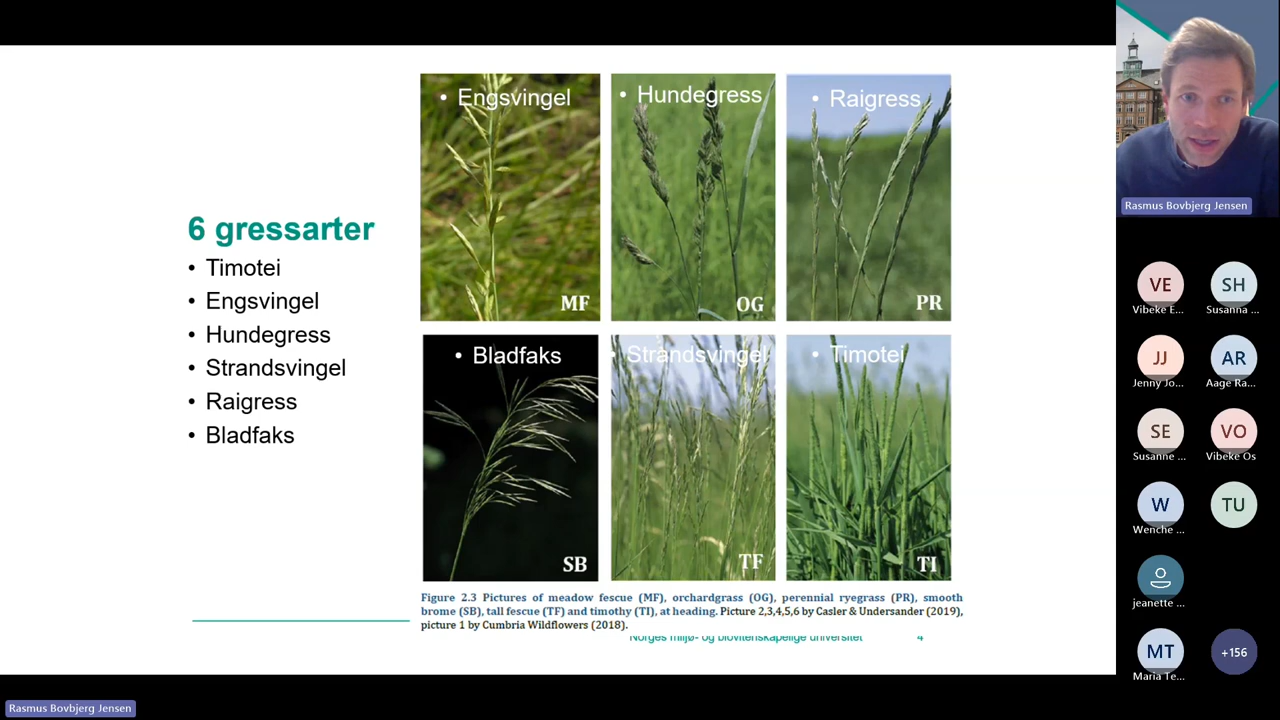 6 gressarter
• Timotei
• Engsvingel
• Hundegress
• Strandsvingel
• Raigress
• Bladfaks
• Engsvingel
MF
• Hundegress
OG
• Raigress
PR
• Bladfaks
SB
• Strandsvingel
TF
• Timotei
TI
Figure 2.3 Pictures of meadow fescue (MF), orchardgrass (OG), perennial ryegrass (PR), smooth
brome (SB), tall fescue (TF) and timothy (TI), at heading. Picture 2,3,4,5,6 by Casler & Undersander (2019),
picture 1 by Cumbria Wildflowers (2018).
Norges miljø- og biovitenskapelige universitet 4
Rasmus Bovbjerg Jensen
VE
Vibeke E...
SH
Susanna ...
JJ
Jenny Jo...
AR
Aage Ra...
SE
Susanne ...
VO
Vibeke Os
W
Wenche ...
TU
jeanette ...
MT
Maria Te...
+156
Rasmus Bovbjerg Jensen